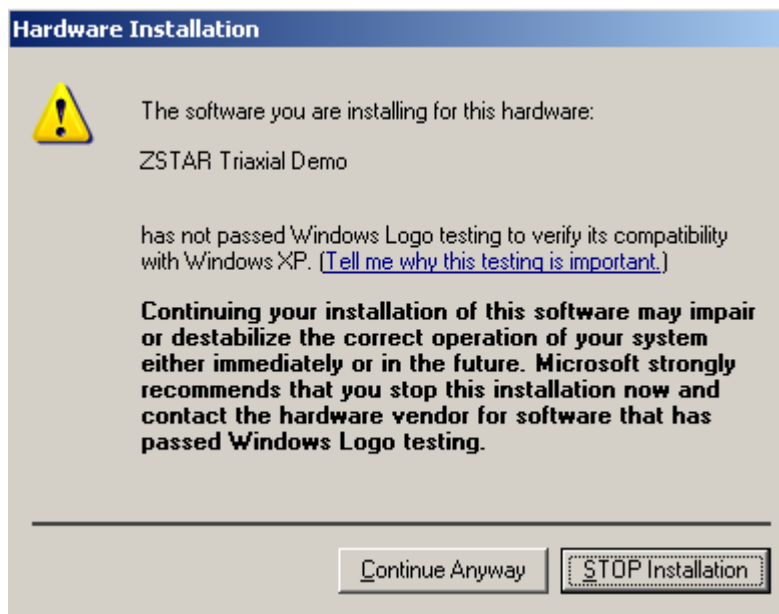 Hardware Installation
The software you are installing for this hardware:
ZSTAR Triaxial Demo
has not passed Windows Logo testing to verify its compatibility
with Windows XP. (Tell me why this testing is important.)
Continuing your installation of this software may impair
or destabilize the correct operation of your system
either immediately or in the future. Microsoft strongly
recommends that you stop this installation now and
contact the hardware vendor for software that has
passed Windows Logo testing.
Continue Anyway STOP Installation